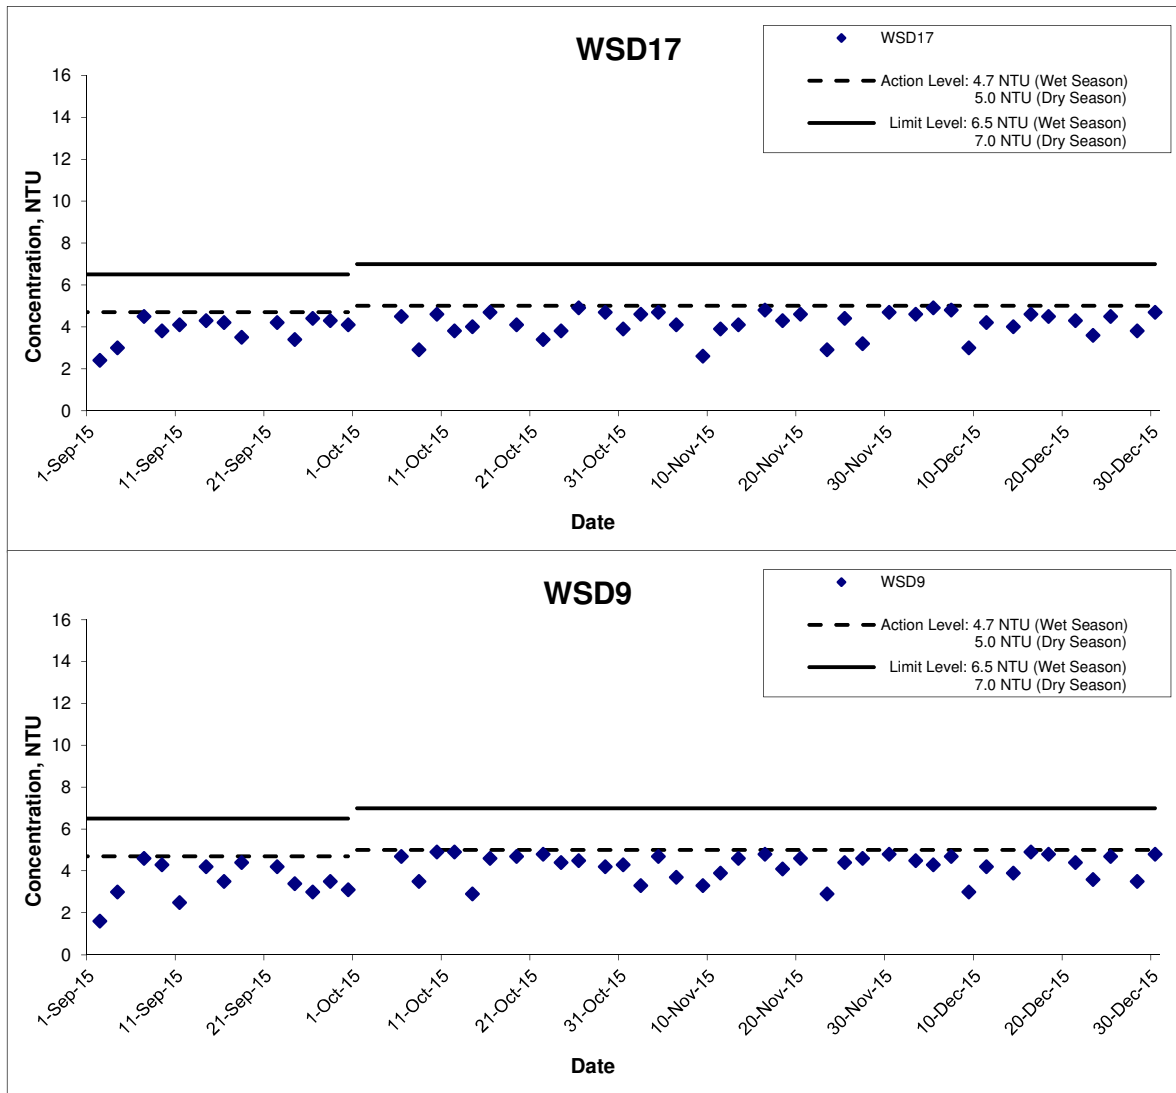 WSD17
WSD17
Action Level: 4.7 NTU (Wet Season)
5.0 NTU (Dry Season)
Limit Level: 6.5 NTU (Wet Season)
7.0 NTU (Dry Season)
16
14
12
10
8
6
4
2
0
Concentration, NTU
1-Sep-15
11-Sep-15
21-Sep-15
1-Oct-15
11-Oct-15
21-Oct-15
31-Oct-15
10-Nov-15
20-Nov-15
30-Nov-15
10-Dec-15
20-Dec-15
30-Dec-15
Date
WSD9
WSD9
Action Level: 4.7 NTU (Wet Season)
5.0 NTU (Dry Season)
Limit Level: 6.5 NTU (Wet Season)
7.0 NTU (Dry Season)
16
14
12
10
8
6
4
2
0
Concentration, NTU
1-Sep-15
11-Sep-15
21-Sep-15
1-Oct-15
11-Oct-15
21-Oct-15
31-Oct-15
10-Nov-15
20-Nov-15
30-Nov-15
10-Dec-15
20-Dec-15
30-Dec-15
Date